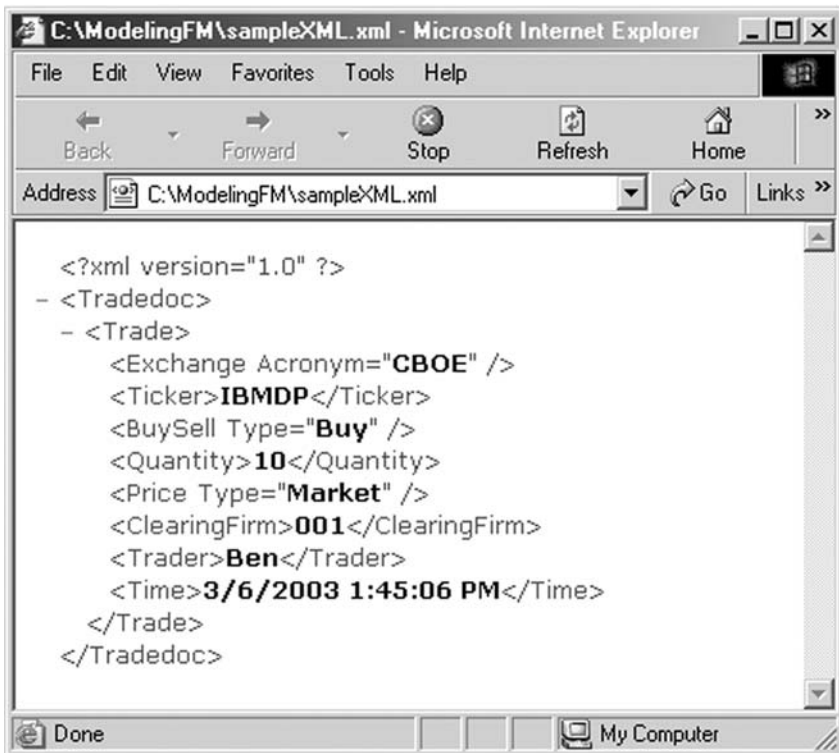 C:\ModelingFM\sampleXML.xml - Microsoft Internet Explorer
File Edit View Favorites Tools Help
Back Forward Stop Refresh Home »
Address C:\ModelingFM\sampleXML.xml Go Links »
<?xml version="1.0" ?>
– <Tradedoc>
– <Trade>
<Exchange Acronym="CBOE" />
<Ticker>IBMDP</Ticker>
<BuySell Type="Buy" />
<Quantity>10</Quantity>
<Price Type="Market" />
<ClearingFirm>001</ClearingFirm>
<Trader>Ben</Trader>
<Time>3/6/2003 1:45:06 PM</Time>
</Trade>
</Tradedoc>
Done My Computer